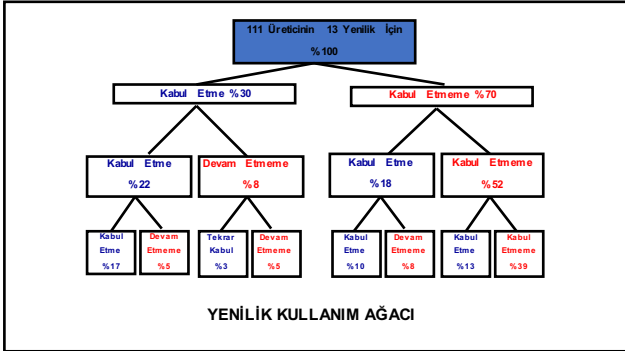 111 Üreticinin 13 Yenilik İçin
%100
Kabul Etme %30
Kabul Etmeme %70
Kabul Etme
%22
Devam Etmeme
%8
Kabul Etme
%18
Kabul Etmeme
%52
Kabul
Etme
%17
Devam
Etmeme
%5
Tekrar
Kabul
%3
Devam
Etmeme
%5
Kabul
Etme
%10
Devam
Etmeme
%8
Kabul
Etme
%13
Kabul
Etmeme
%39
YENİLİK KULLANIM AĞACI